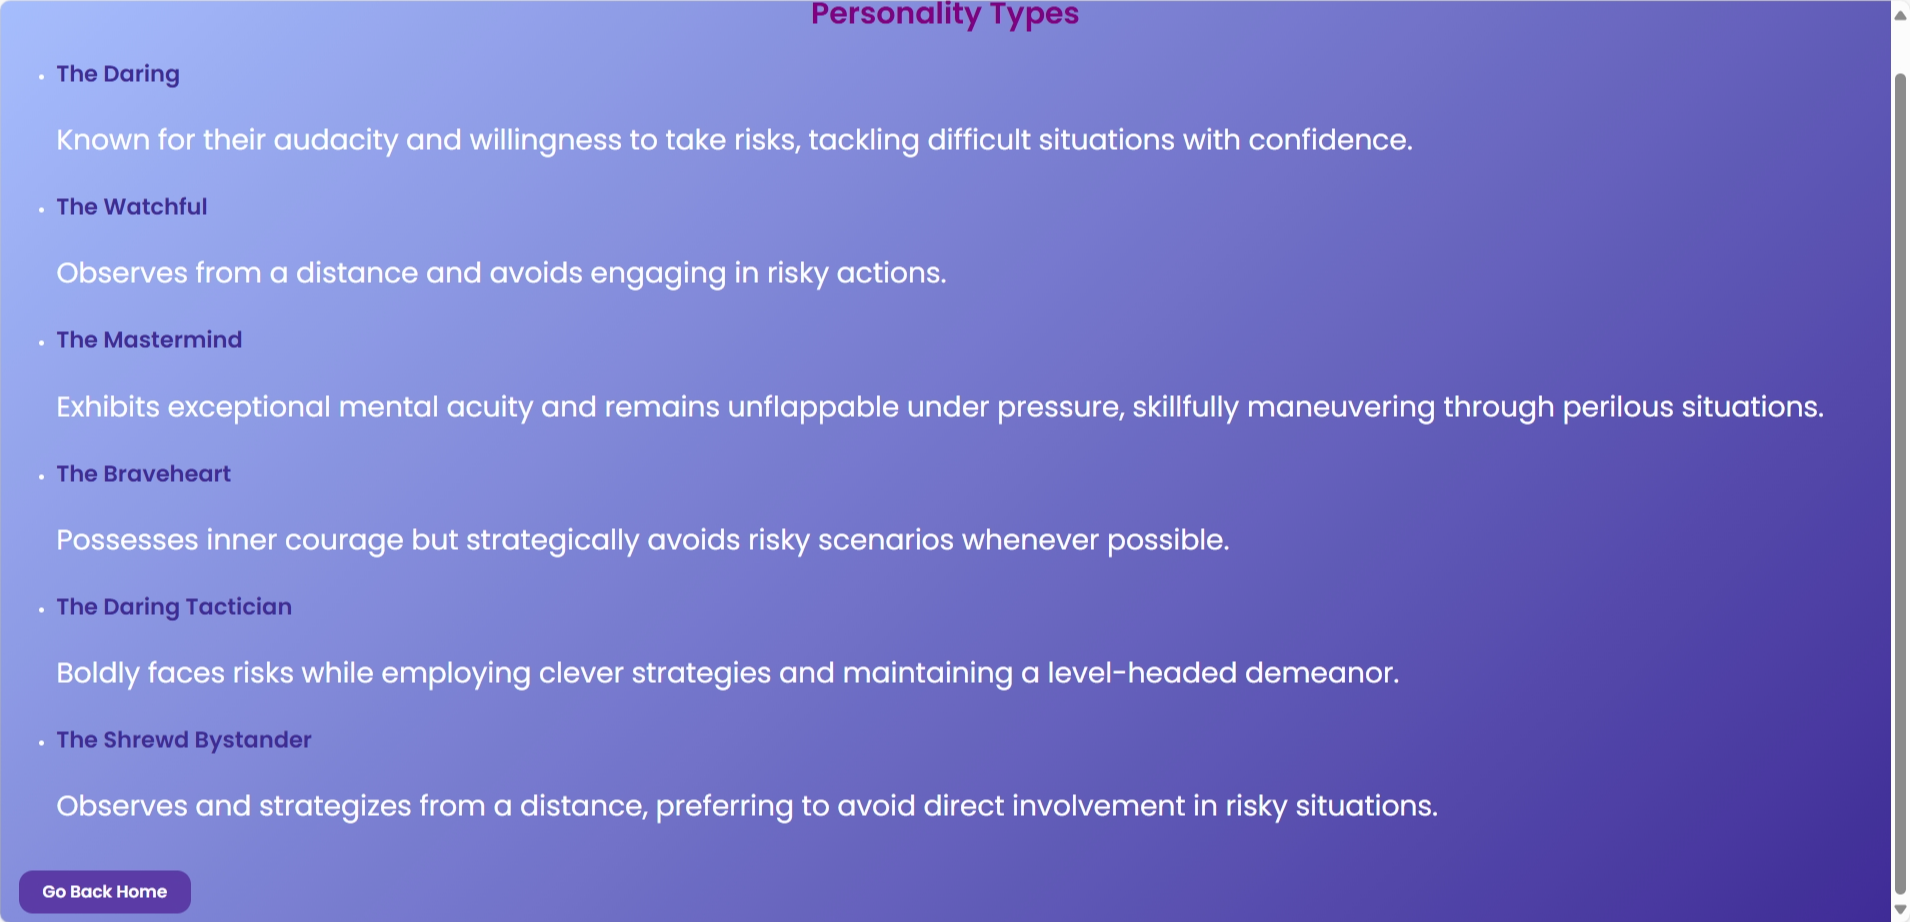 Personality Types
The Daring
Known for their audacity and willingness to take risks, tackling difficult situations with confidence.
The Watchful
Observes from a distance and avoids engaging in risky actions.
The Mastermind
Exhibits exceptional mental acuity and remains unflappable under pressure, skillfully maneuvering through perilous situations.
The Braveheart
Possesses inner courage but strategically avoids risky scenarios whenever possible.
The Daring Tactician
Boldly faces risks while employing clever strategies and maintaining a level-headed demeanor.
The Shrewd Bystander
Observes and strategizes from a distance, preferring to avoid direct involvement in risky situations.
Go Back Home